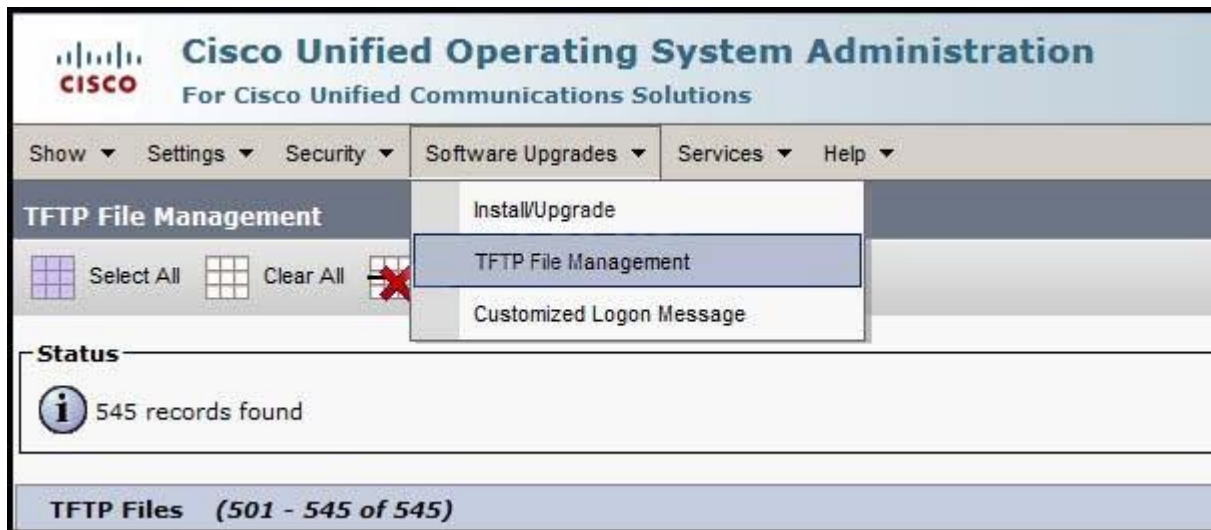 CISCO
Cisco Unified Operating System Administration
For Cisco Unified Communications Solutions
Show Settings Security Software Upgrades Services Help
TFTP File Management
Install/Upgrade
TFTP File Management
Customized Logon Message
Select All Clear All
Status
i 545 records found
TFTP Files (501 - 545 of 545)